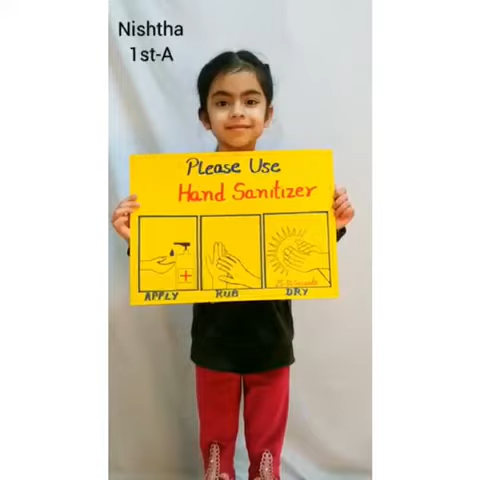 Nishtha
1st-A
Please Use
Hand Sanitizer
APPLY RUB DRY